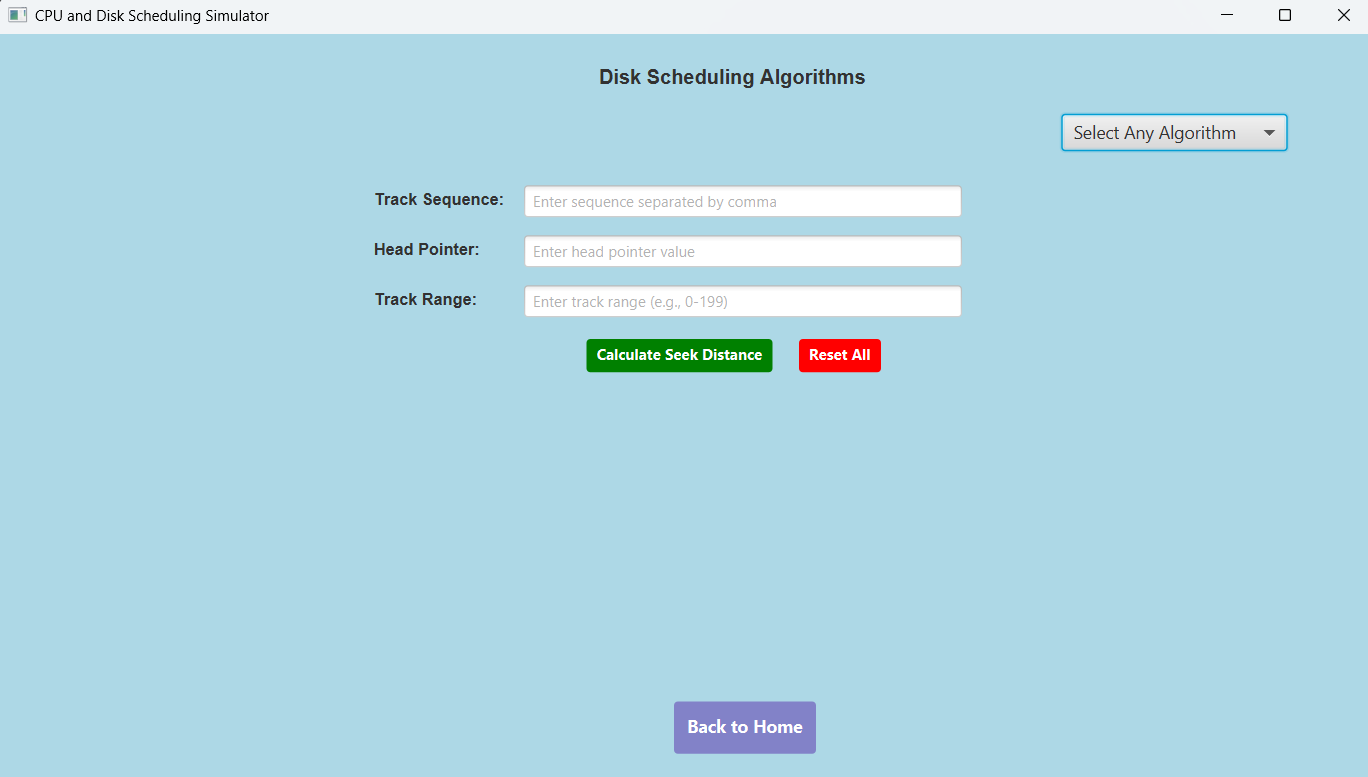 CPU and Disk Scheduling Simulator
Disk Scheduling Algorithms
Select Any Algorithm
Track Sequence: Enter sequence separated by comma
Head Pointer: Enter head pointer value
Track Range: Enter track range (e.g., 0-199)
Calculate Seek Distance Reset All
Back to Home